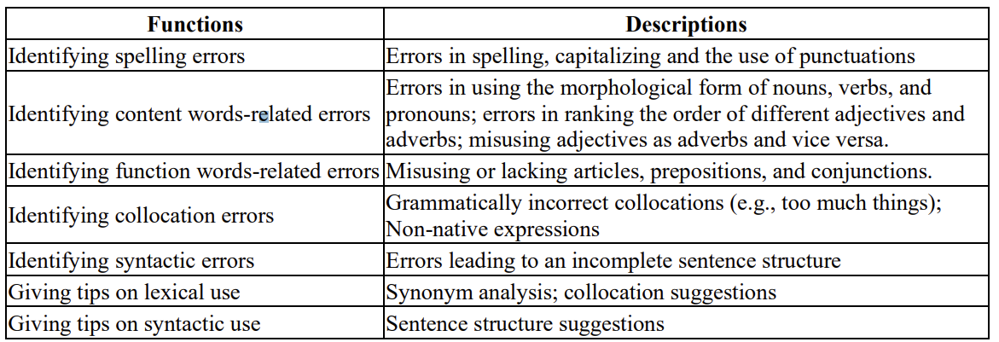 Functions Descriptions
Identifying spelling errors Errors in spelling, capitalizing and the use of punctuations
Identifying content words-related errors Errors in using the morphological form of nouns, verbs, and
pronouns; errors in ranking the order of different adjectives and
adverbs; misusing adjectives as adverbs and vice versa.
Identifying function words-related errors Misusing or lacking articles, prepositions, and conjunctions.
Identifying collocation errors Grammatically incorrect collocations (e.g., too much things);
Non-native expressions
Identifying syntactic errors Errors leading to an incomplete sentence structure
Giving tips on lexical use Synonym analysis; collocation suggestions
Giving tips on syntactic use Sentence structure suggestions